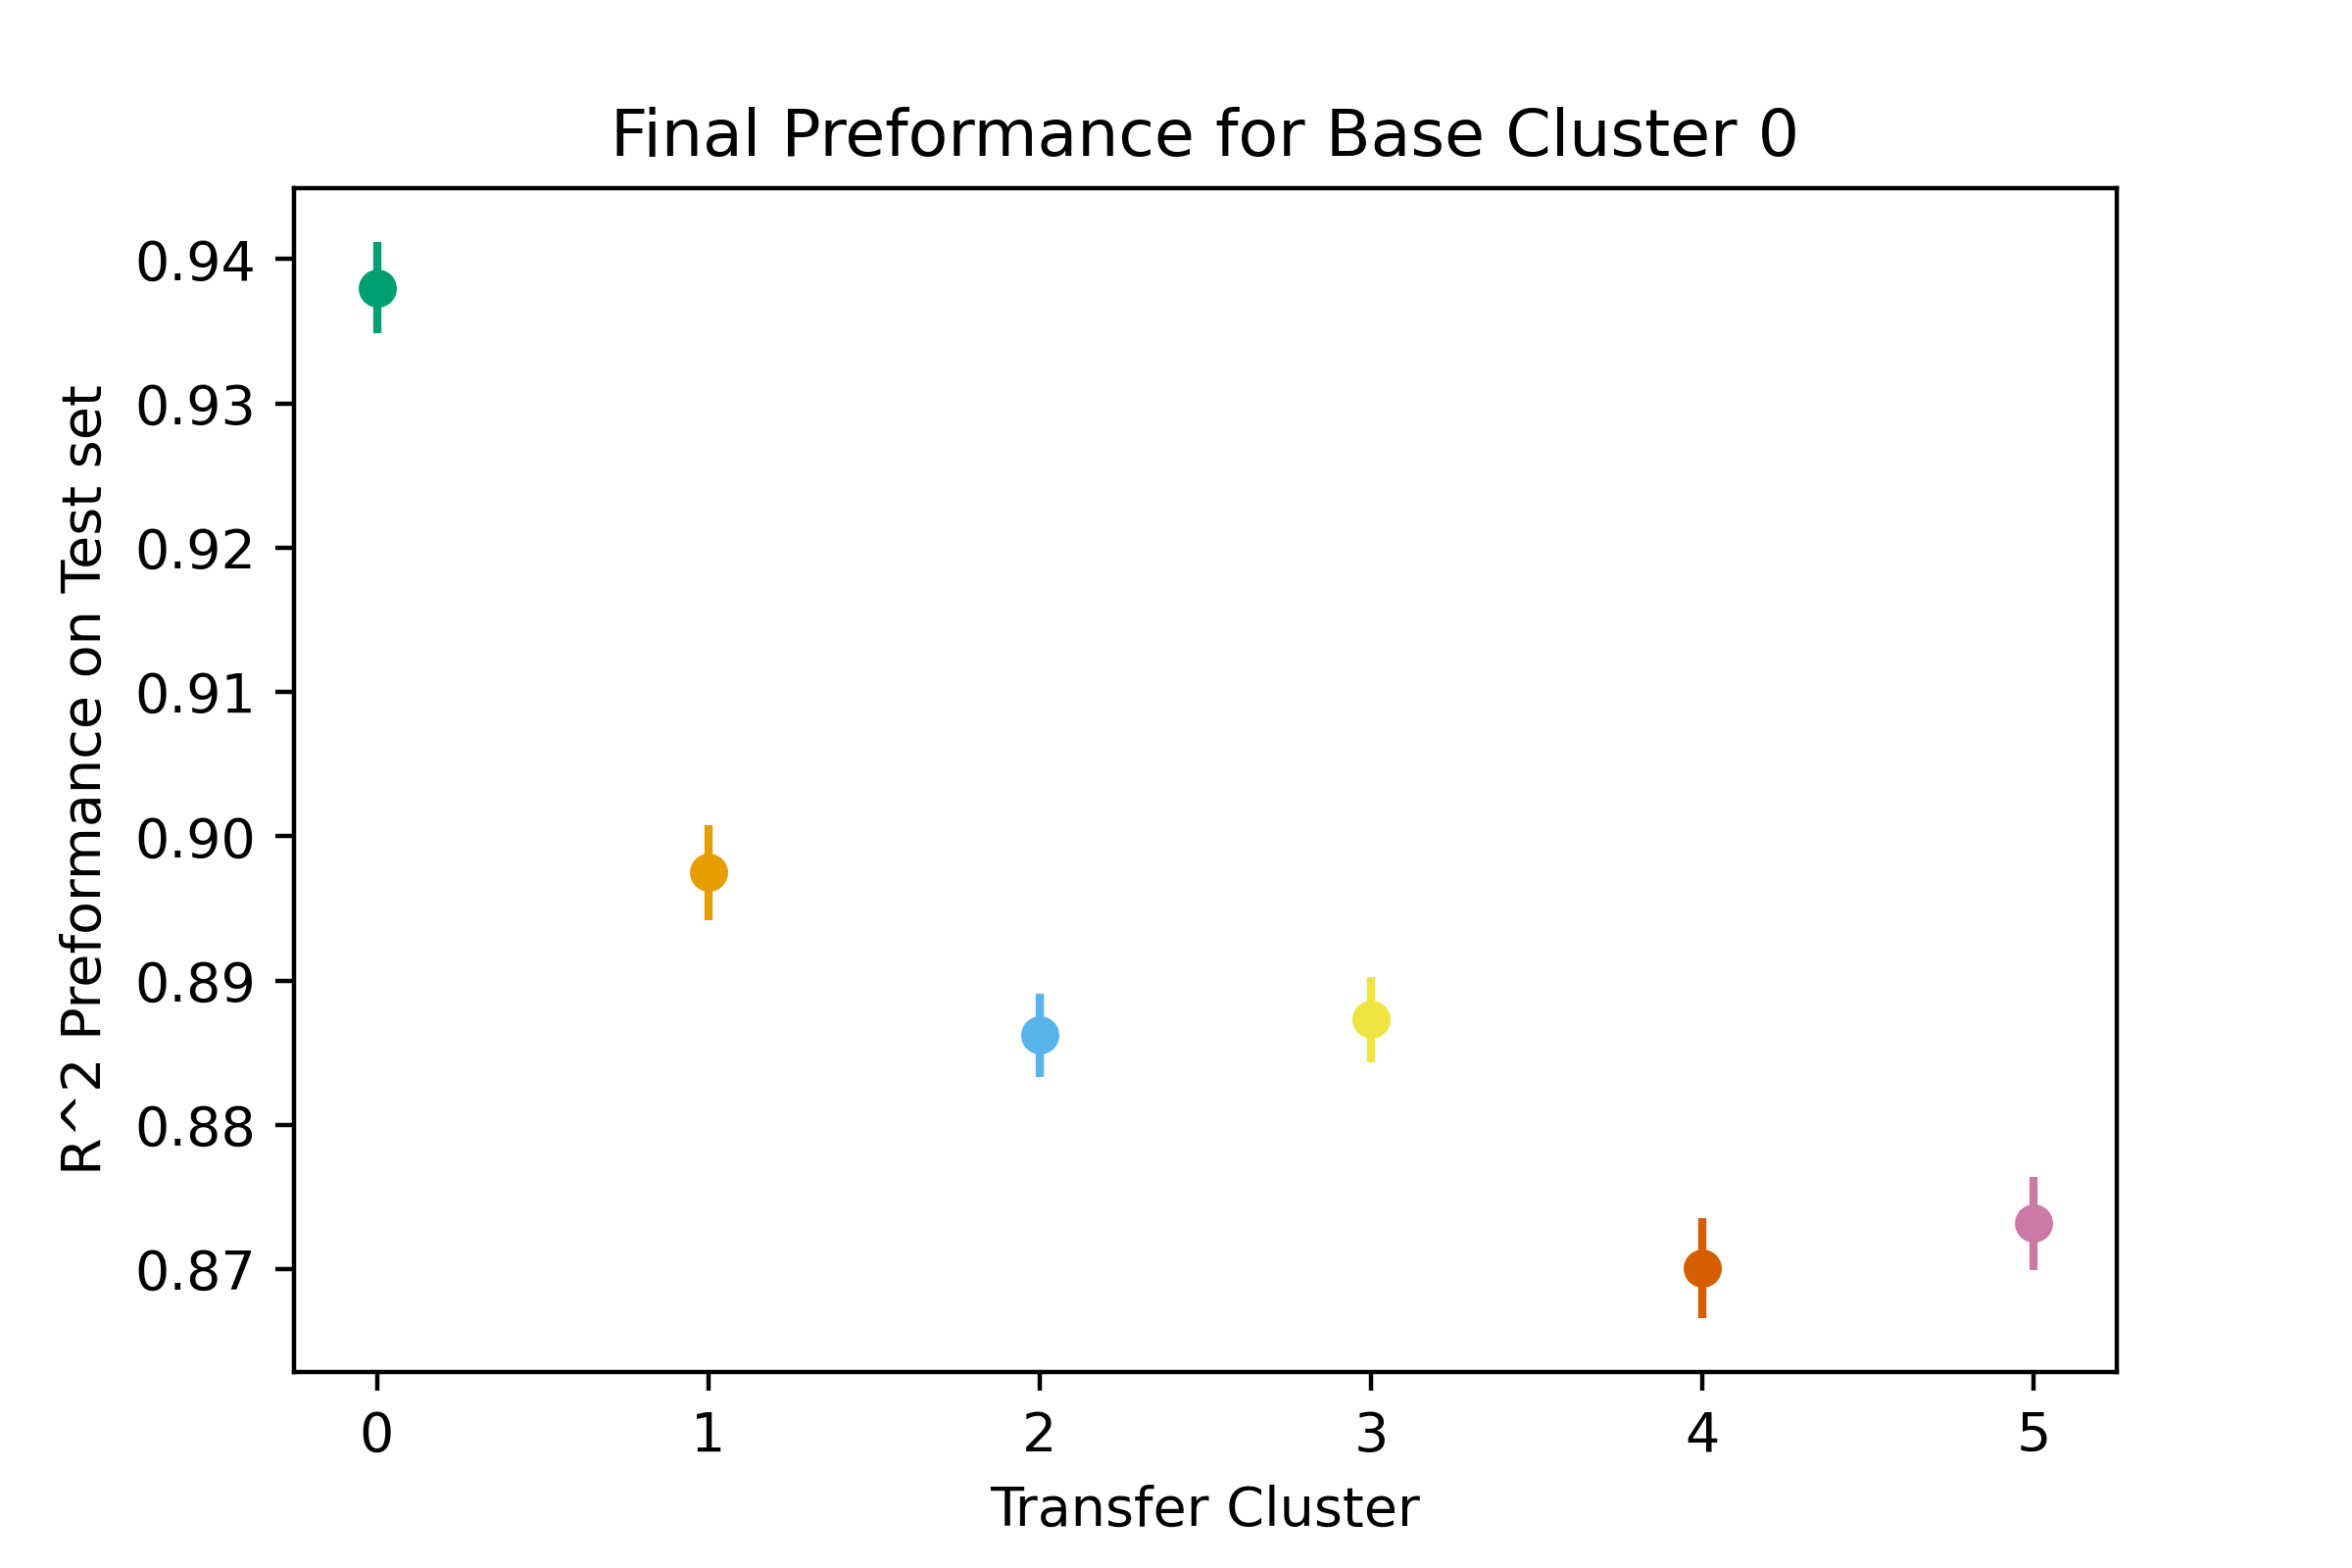 Final Preformance for Base Cluster 0
R^2 Preformance on Test set
0.94
0.93
0.92
0.91
0.90
0.89
0.88
0.87
0 1 2 3 4 5
Transfer Cluster